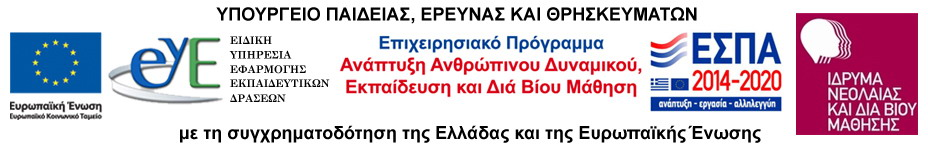 ΥΠΟΥΡΓΕΙΟ ΠΑΙΔΕΙΑΣ, ΕΡΕΥΝΑΣ ΚΑΙ ΘΡΗΣΚΕΥΜΑΤΩΝ
Ευρωπαϊκή Ένωση
Ευρωπαϊκό Κοινωνικό Ταμείο
eΥΕ
ΕΙΔΙΚΗ
ΥΠΗΡΕΣΙΑ
ΕΦΑΡΜΟΓΗΣ
ΕΚΠΑΙΔΕΥΤΙΚΩΝ
ΔΡΑΣΕΩΝ
Επιχειρησιακό Πρόγραμμα
Ανάπτυξη Ανθρώπινου Δυναμικού,
Εκπαίδευση και Διά Βίου Μάθηση
ΕΣΠΑ
2014-2020
ανάπτυξη - εργασία - αλληλεγγύη
ΙΔΡΥΜΑ
ΝΕΟΛΑΙΑΣ
ΚΑΙ ΔΙΑ ΒΙΟΥ
ΜΑΘΗΣΗΣ
με τη συγχρηματοδότηση της Ελλάδας και της Ευρωπαϊκής Ένωσης